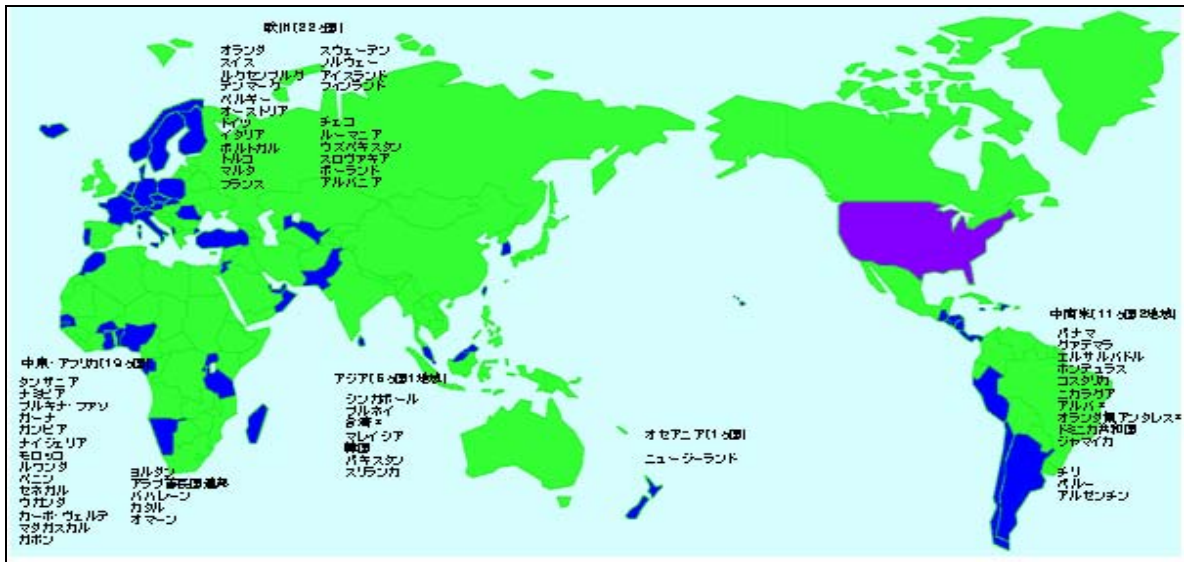 欧州(22ヶ国)
オランダ
スイス
ルクセンブルグ
デンマーク
ベルギー
オーストリア
ドイツ
イタリア
ポルトガル
トルコ
マルタ
フランス
スウェーデン
ノルウェー
アイスランド
フィンランド
チェコ
ルーマニア
ウズベキスタン
スロヴァキア
ポーランド
アルバニア
中東・アフリカ(19ヶ国)
タンザニア
ナミビア
ブルキナ・ファソ
ガーナ
ガンビア
ナイジェリア
モロッコ
ルワンダ
ベニン
セネガル
ウガンダ
カーボ・ヴェルデ
マダガスカル
ガボン
ヨルダン
アラブ首長国連邦
バハレーン
カタル
オマーン
アジア(6ヶ国1地域)
シンガポール
ブルネイ
台湾*
マレイシア
韓国
パキスタン
スリランカ
オセアニア(1ヶ国)
ニュージーランド
中南米(11ヶ国2地域)
パナマ
グァテマラ
エルサルバドル
ホンデュラス
コスタリカ
ニカラグア
アルバ*
オランダ領アンタレス*
ドミニカ共和国
ジャマイカ
チリ
ペルー
アルゼンチン